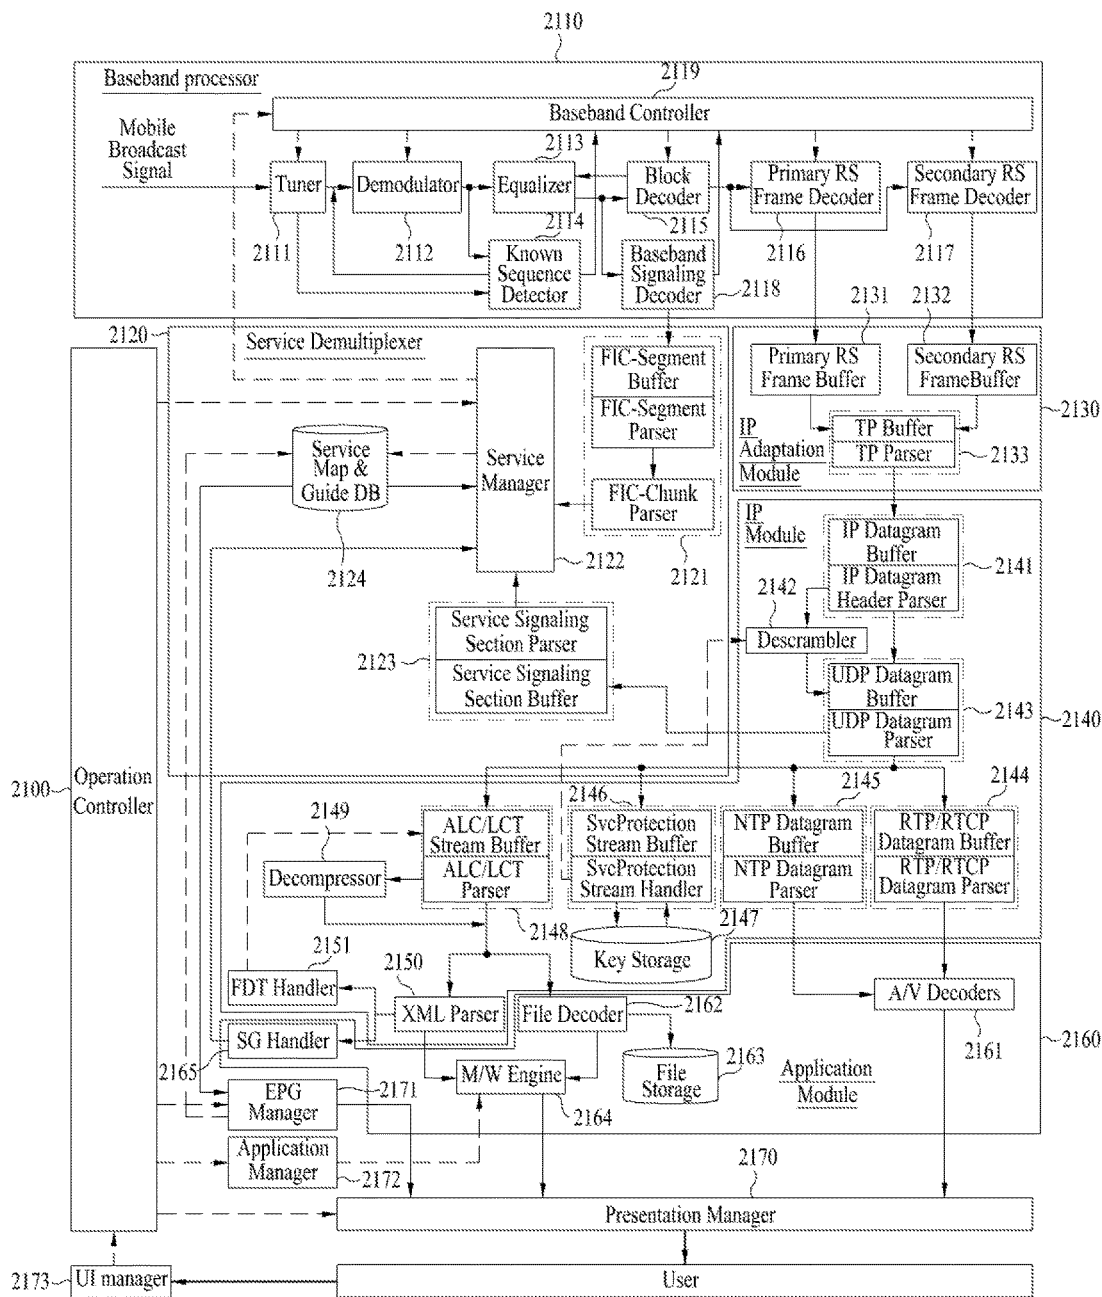 2110
Baseband processor
2119
Baseband Controller
Mobile
Broadcast
Signal
2113
Tuner
Demodulator
Equalizer
Block
Decoder
Primary RS
Frame Decoder
Secondary RS
Frame Decoder
2111
2112
2114
2115
2116
2117
Known
Sequence
Detector
Baseband
Signaling
Decoder
2118
2131
2132
2120
Service Demultiplexer
FIC-Segment
Buffer
FIC-Segment
Parser
FIC-Chunk
Parser
2121
Primary RS
Frame Buffer
Secondary RS
FrameBuffer
2130
IP
Adaptation
Module
TP Buffer
TP Parser
2133
Service
Map &
Guide DB
2124
Service
Manager
2122
IP
Module
IP Datagram
Buffer
IP Datagram
Header Parser
2141
2142
Descrambler
2123
Service Signaling
Section Parser
Service Signaling
Section Buffer
UDP Datagram
Buffer
UDP Datagram
Parser
2143
2140
2100
Operation
Controller
2149
Decompressor
2146
2145
2144
ALC/LCT
Stream Buffer
ALC/LCT
Parser
2148
SvcProtection
Stream Buffer
SvcProtection
Stream Handler
NTP Datagram
Buffer
NTP Datagram
Parser
RTP/RTCP
Datagram Buffer
RTP/RTCP
Datagram Parser
2147
Key Storage
2151
FDT Handler
2150
XML Parser
File Decoder
2162
A/V Decoders
2161
2160
SG Handler
2165
M/W Engine
2164
File
Storage
2163
Application
Module
EPG
Manager
2171
Application
Manager
2172
2170
Presentation Manager
2173
UI manager
User